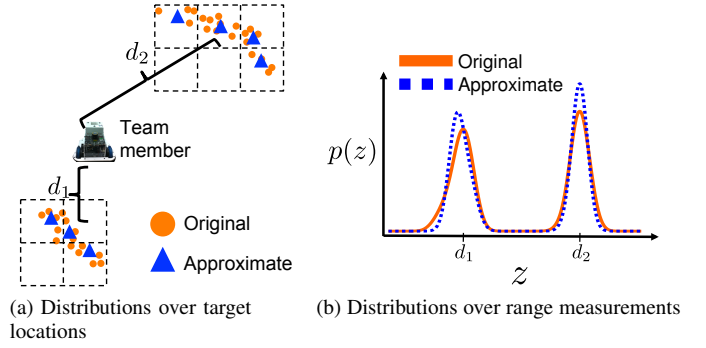 d₂
Team
member
d₁
Original
Approximate
Original
Approximate
p(z)
d₁
d₂
z
(a) Distributions over target
locations
(b) Distributions over range measurements